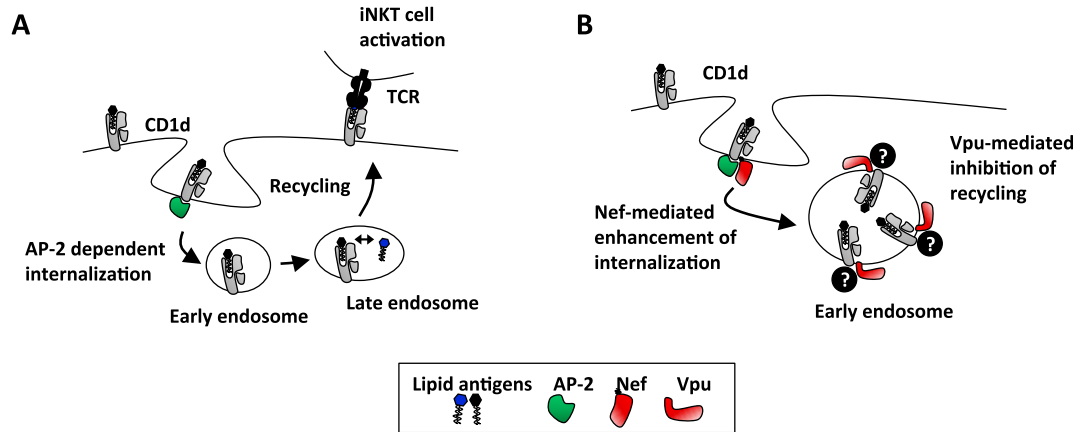 A
iNKT cell
activation
TCR
CD1d
Recycling
AP-2 dependent
internalization
Early endosome
Late endosome
B
CD1d
Vpu-mediated
inhibition of
recycling
?
Nef-mediated
enhancement of
internalization
?
?
Early endosome
Lipid antigens AP-2 Nef Vpu